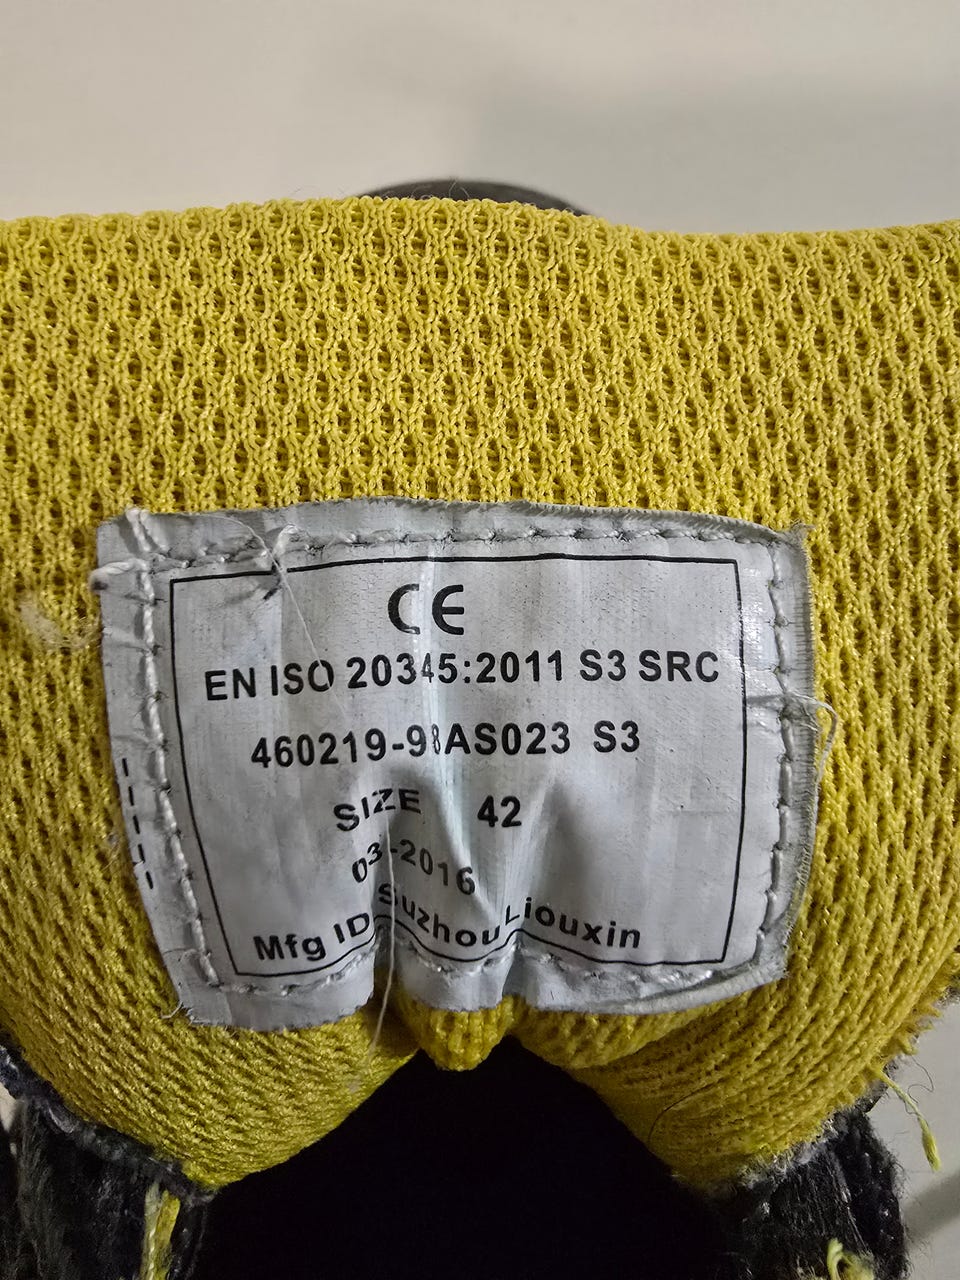 CE
EN ISO 20345:2011 S3 SRC
460219-98AS023 S3
SIZE 42
03-2016
Mfg ID Suzhou Liouxin